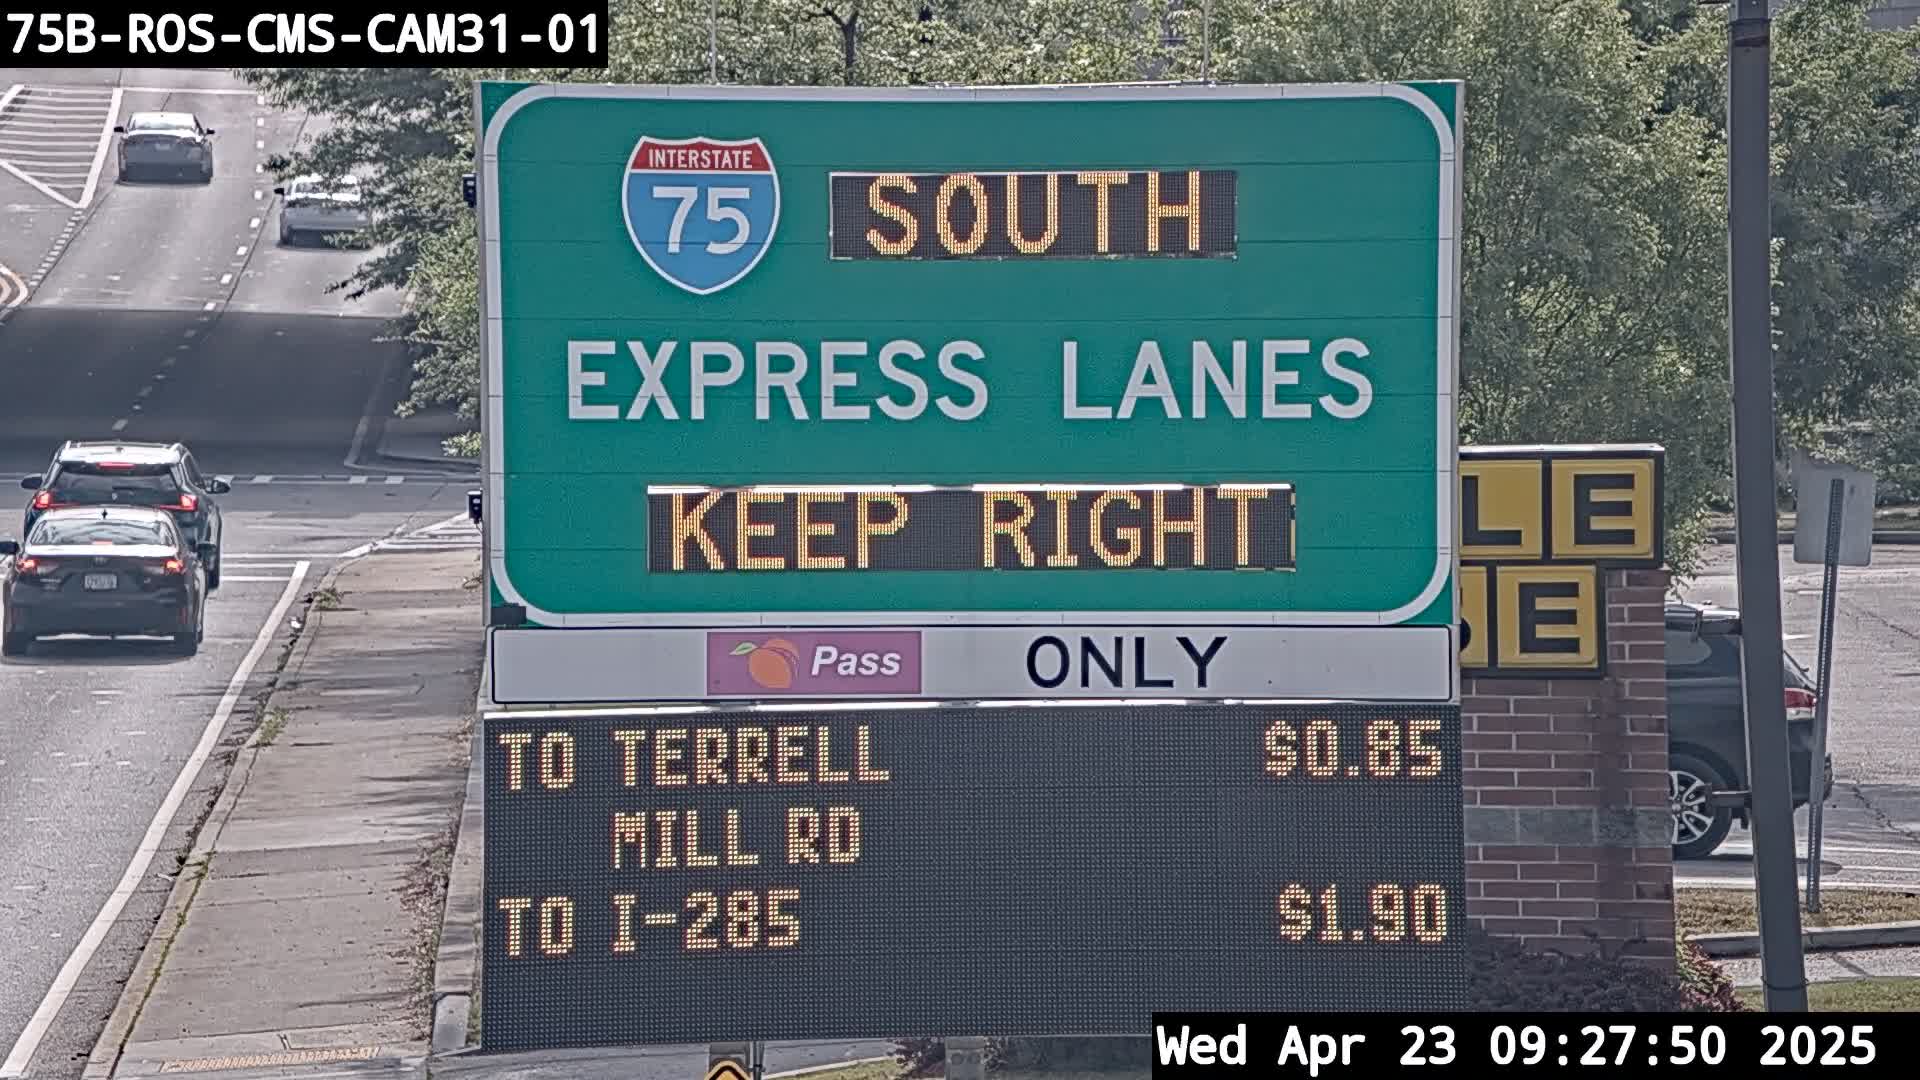 75B-ROS-CMS-CAM31-01
INTERSTATE
75
SOUTH
EXPRESS LANES
KEEP RIGHT
LE
E
Pass ONLY
TO TERRELL $0.85
MILL RD
TO I-285 $1.90
Wed Apr 23 09:27:50 2025